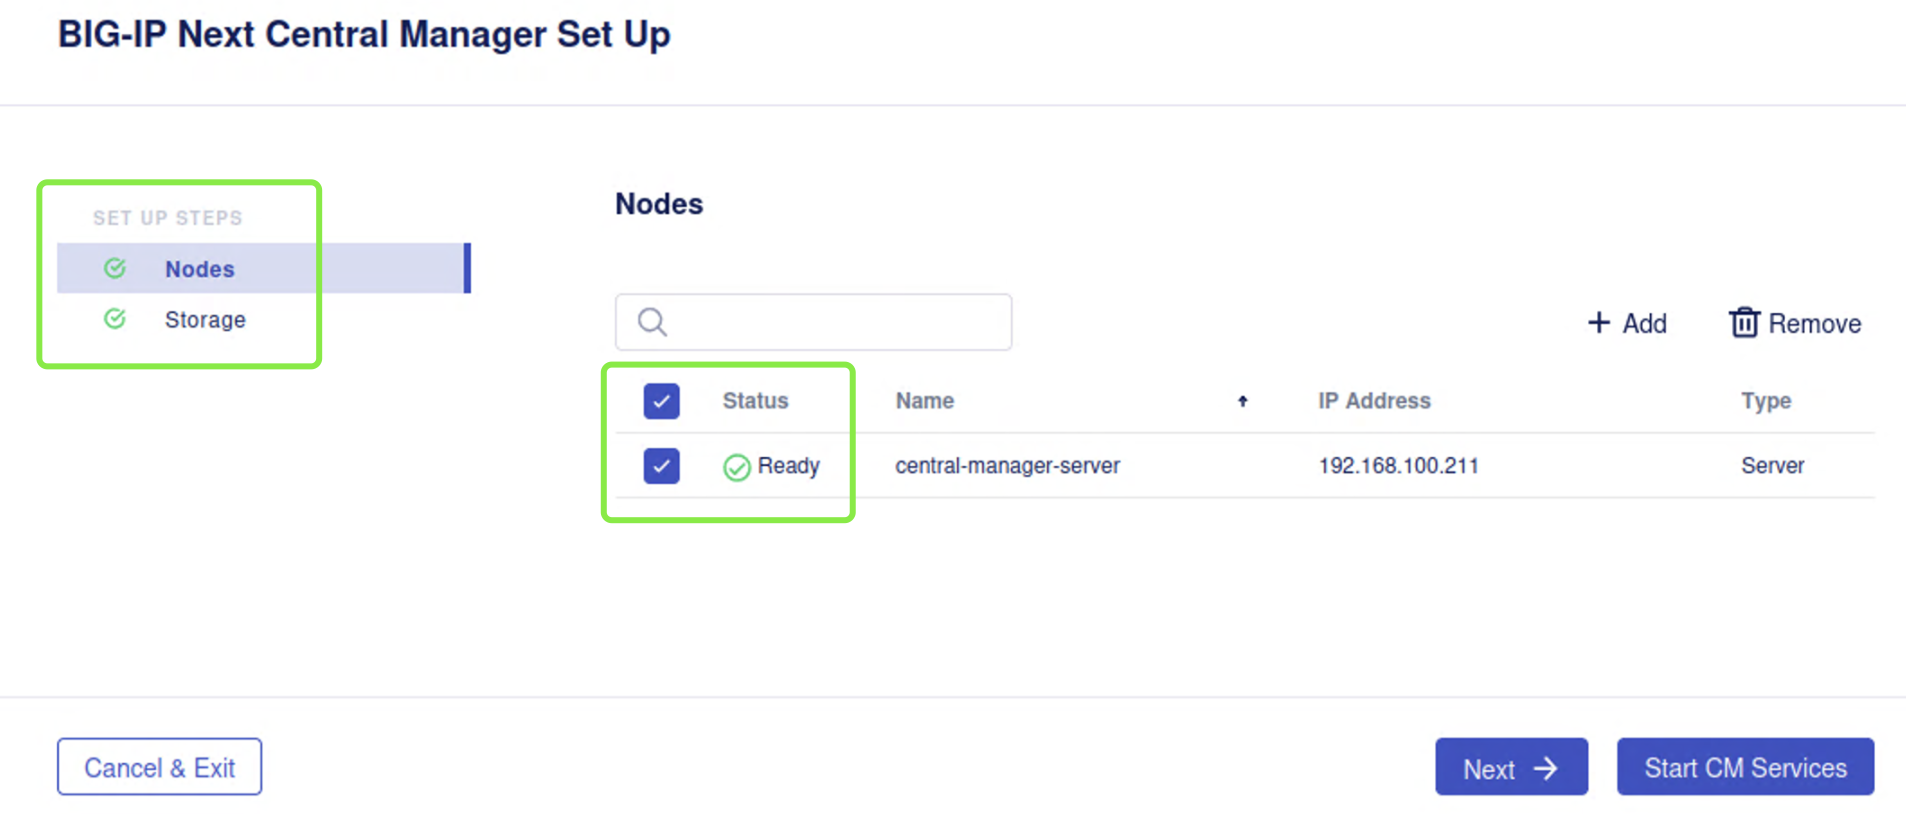 BIG-IP Next Central Manager Set Up
SET UP STEPS
Nodes
Storage
Nodes
Add
Remove
Status Name IP Address Type
Ready central-manager-server 192.168.100.211 Server
Cancel & Exit
Next
Start CM Services